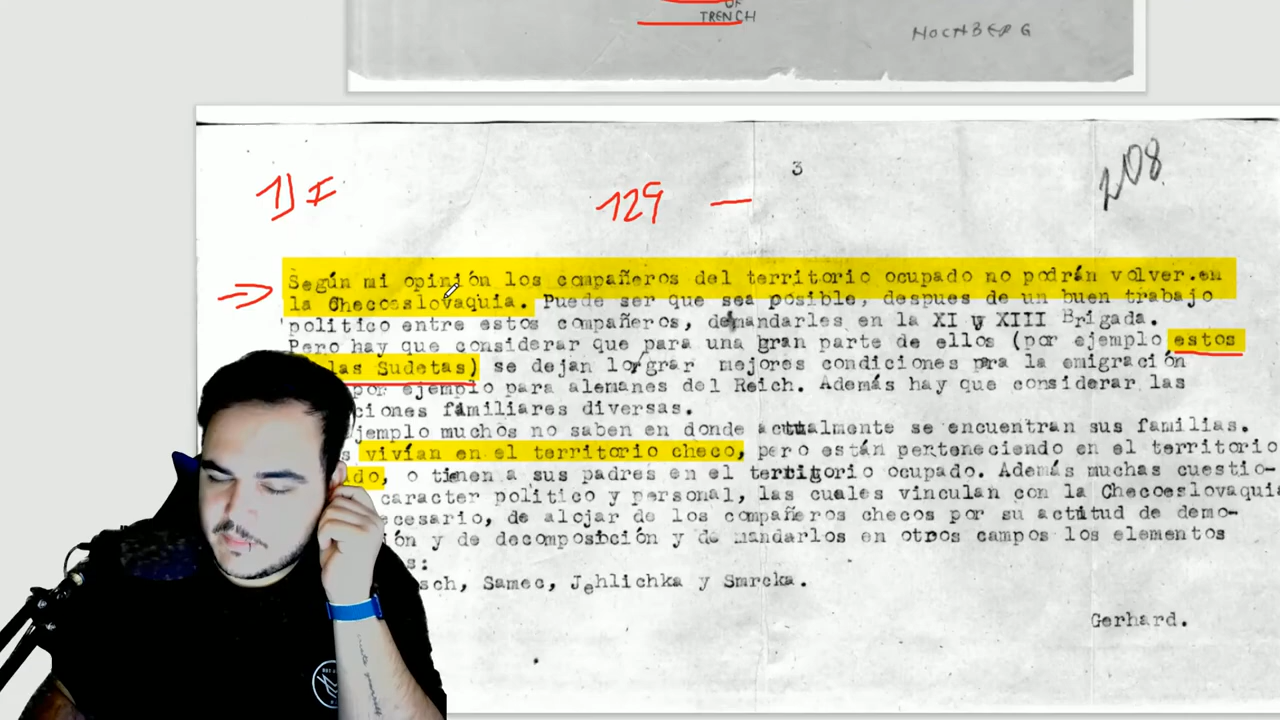 OF
TRENCH
HOCHBERG
3
208
1) I
129 —
Según mi opinión los compañeros del territorio ocupado no podrán volver.en
la Checoeslovaquia. Puede ser que sea posible, despues de un buen trabajo
politico entre estos compañeros, demandarles en la XI y XIII Brigada.
Pero hay que considerar que para una gran parte de ellos (por ejemplo estos
las Sudetas) se dejan lograr mejores condiciones para la emigración
por ejemplo para alemanes del Reich. Además hay que considerar las
ciones familiares diversas.
jemplo muchos no saben en donde actualmente se encuentran sus familias.
s vivían en el territorio checo, pero están perteneciendo en el territorio
do, o tienen a sus padres en el territorio ocupado. Además muchas cuestio-
caracter politico y personal, las cuales vinculan con la Checoeslovaquia
ecesario, de alojar de los compañeros checos por su actitud de demo-
ión y de decomposición y de mandarlos en otros campos los elementos
s:
sch, Samec, Jehlichka y Smrcka.
Gerhard.